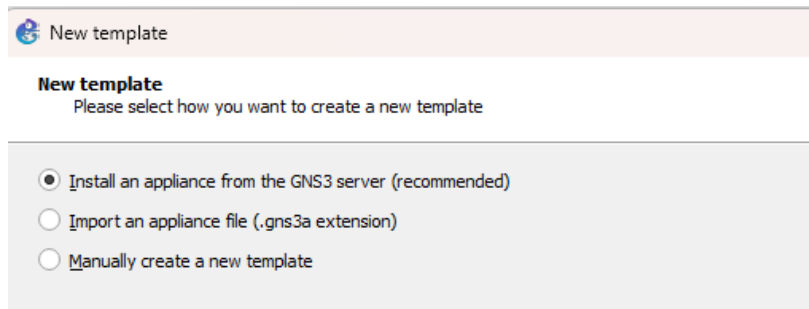 New template
New template
Please select how you want to create a new template
Install an appliance from the GNS3 server (recommended)
Import an appliance file (.gns3a extension)
Manually create a new template